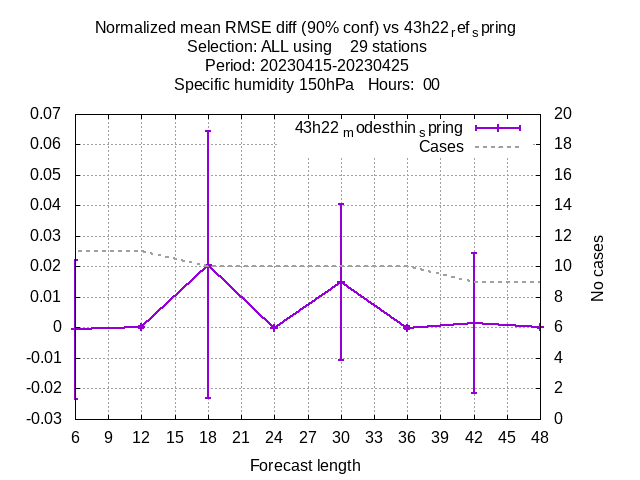 Normalized mean RMSE diff (90% conf) vs 43h22refspring
Selection: ALL using 29 stations
Period: 20230415-20230425
Specific humidity 150hPa Hours: 00
43h22modesthinspring
Cases
0.07
0.06
0.05
0.04
0.03
0.02
0.01
0
-0.01
-0.02
-0.03
20
18
16
14
12
10
8
6
4
2
0
No cases
6 9 12 15 18 21 24 27 30 33 36 39 42 45 48
Forecast length